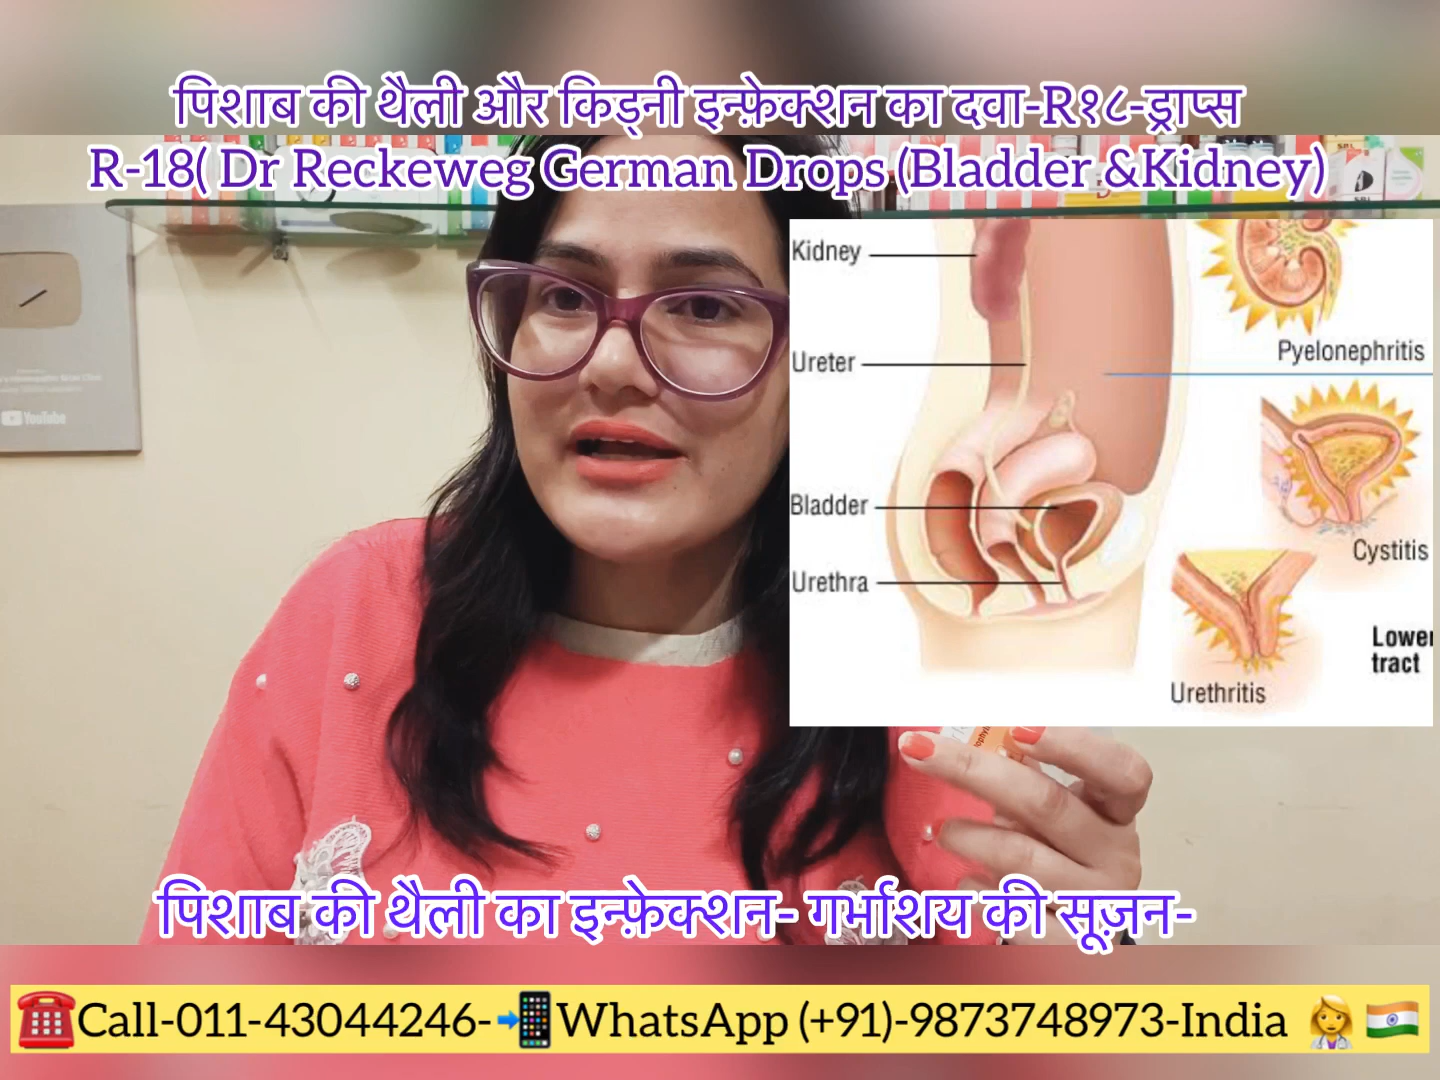 पिशाब की थैली और किड्नी इन्फ़ेक्शन का दवा-R१८-ड्राप्स
R-18( Dr Reckeweg German Drops (Bladder &Kidney)
Kidney
Ureter
Bladder
Urethra
Pyelonephritis
Cystitis
Urethritis
Lower
tract
YouTube
पिशाब की थैली का इन्फ़ेक्शन- गर्भाशय की सूज़न-
☎️Call-011-43044246-📲WhatsApp (+91)-9873748973-India 👩‍⚕️ 🇮🇳